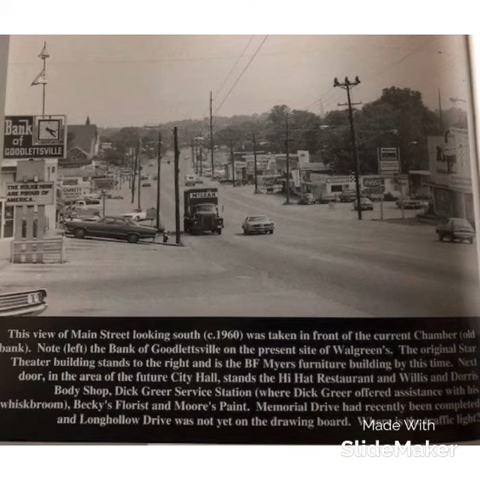 Bank
of
GOODLETTSVILLE
This view of Main Street looking south (c.1960) was taken in front of the current Chamber (old
bank). Note (left) the Bank of Goodlettsville on the present site of Walgreen's. The original Star
Theater building stands to the right and is the BF Myers furniture building by this time. Next
door, in the area of the future City Hall, stands the Hi Hat Restaurant and Willis and Dorris
Body Shop, Dick Greer Service Station (where Dick Greer offered assistance with his
whiskbroom), Becky's Florist and Moore's Paint. Memorial Drive had recently been completed
and Longhollow Drive was not yet on the drawing board. traffic light?
Made With
SlideMaker